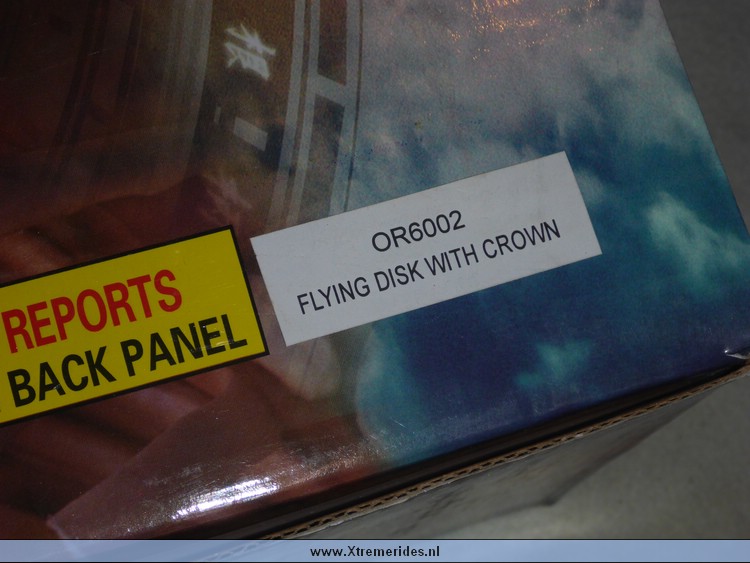 OR6002
FLYING DISK WITH CROWN
REPORTS
BACK PANEL
www.Xtremerides.nl